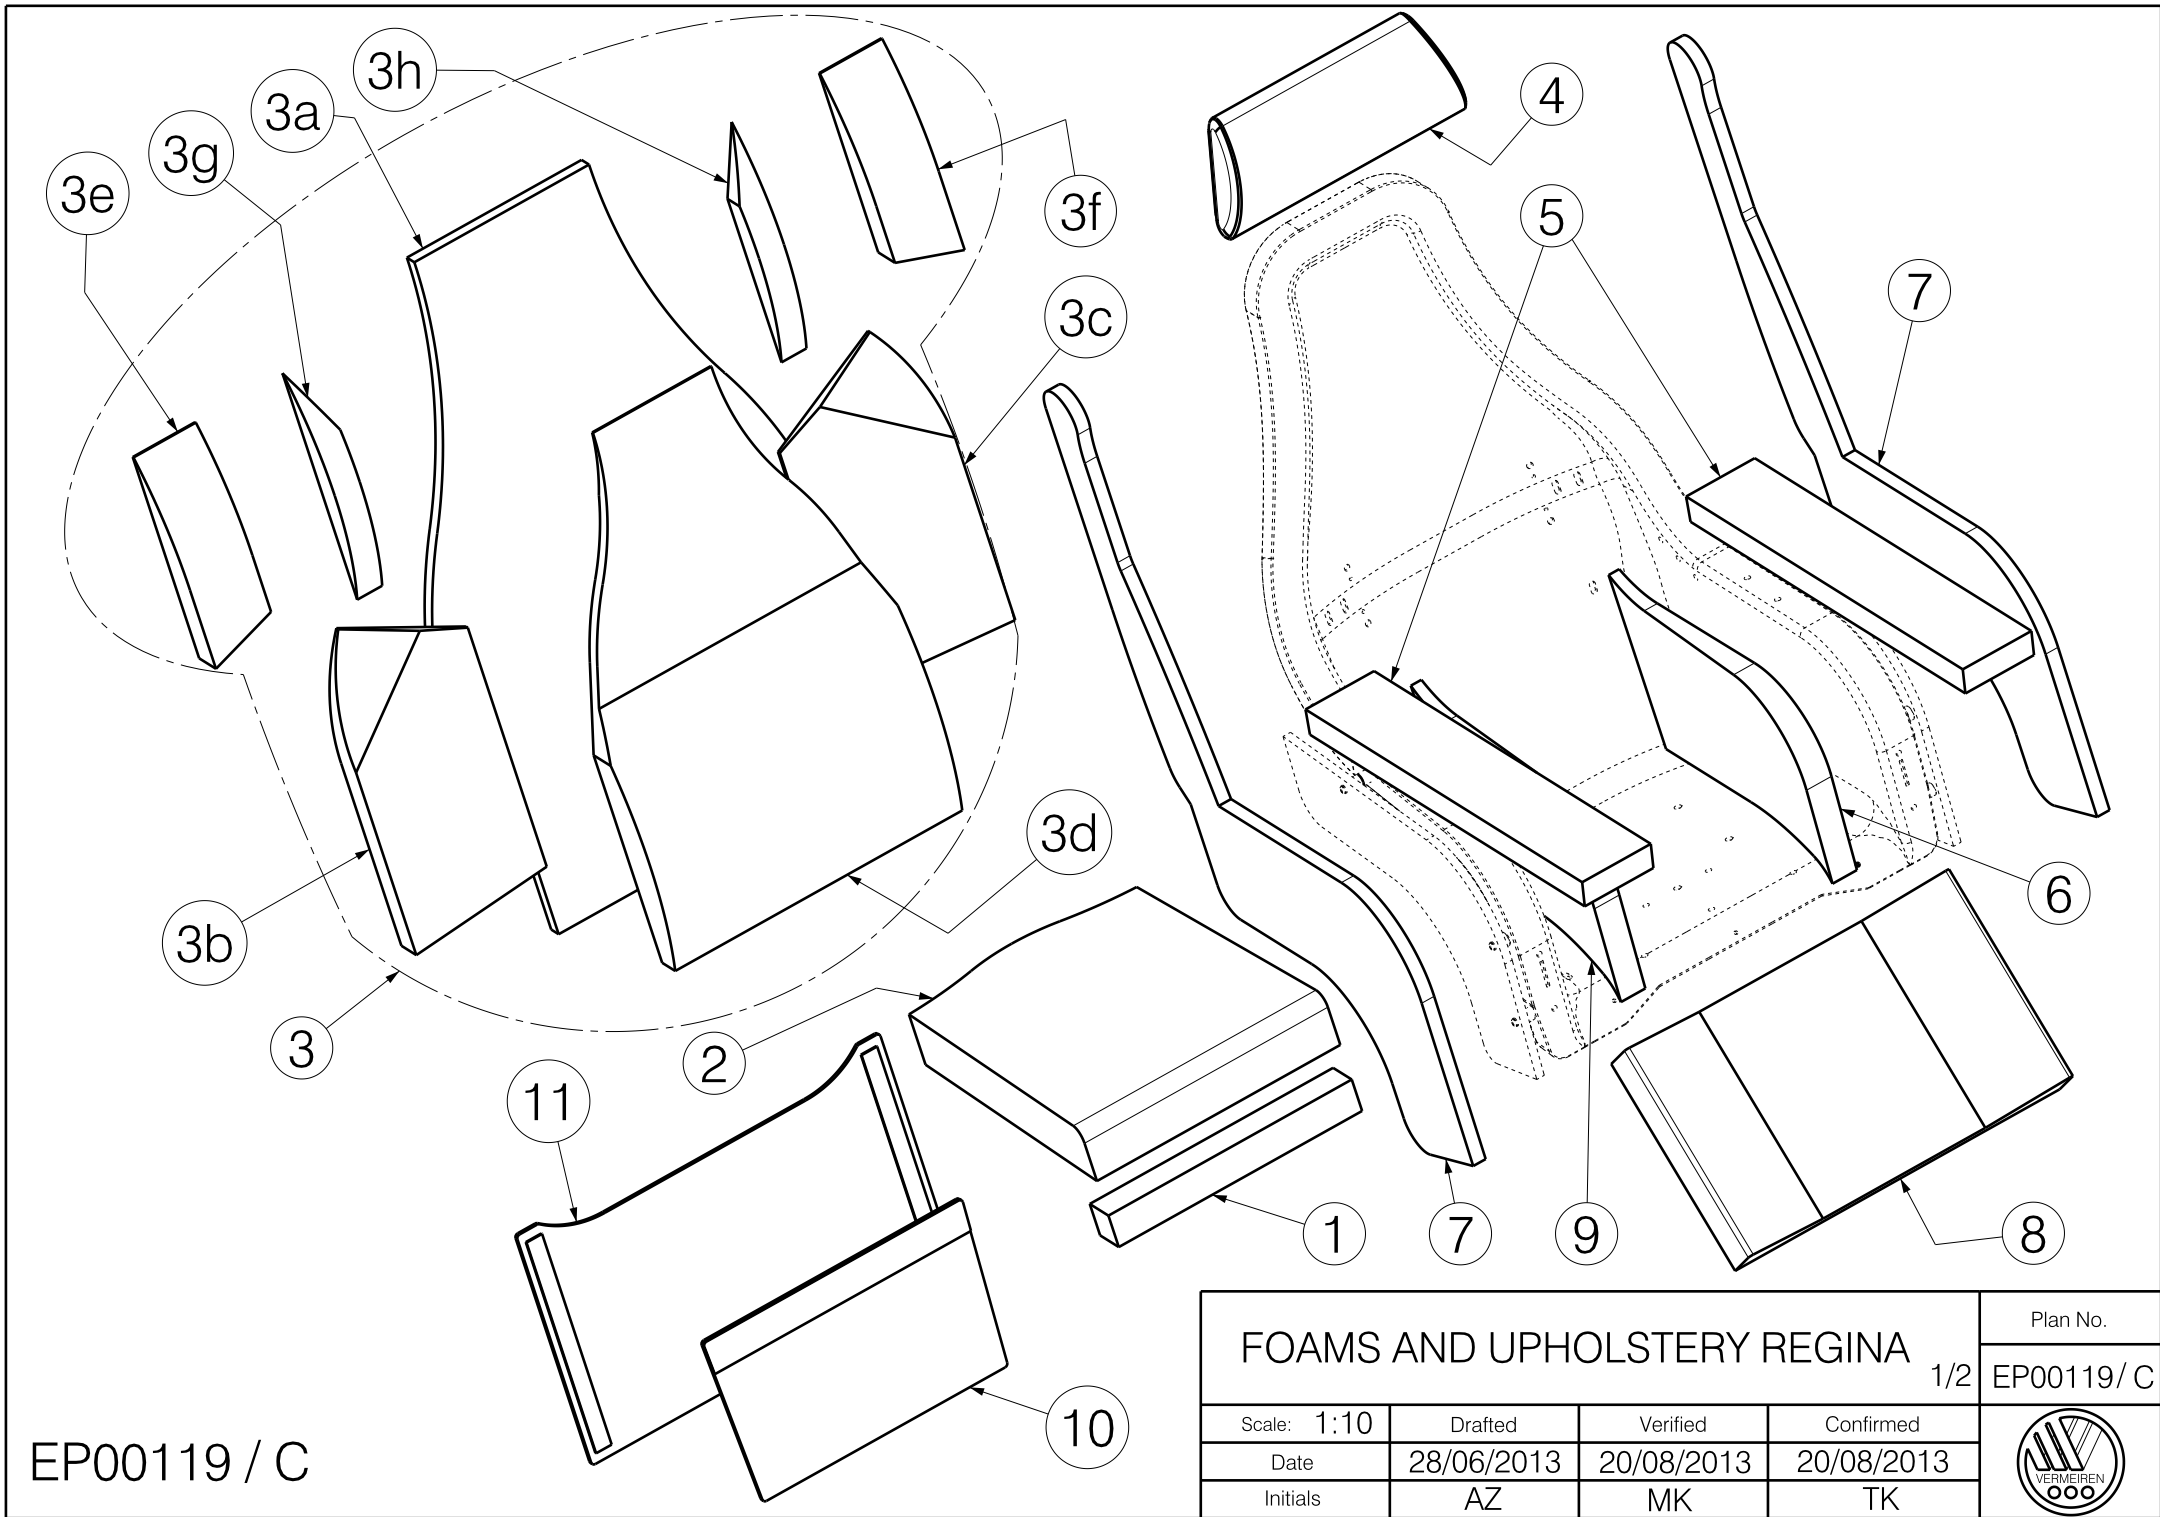 3h
4
3a
3g
3e
3f
5
7
3c
3d
6
3b
3
2
11
1
7
9
8
10
FOAMS AND UPHOLSTERY REGINA 1/2
Plan No.
EP00119/ C
Scale: 1:10 Drafted Verified Confirmed
Date 28/06/2013 20/08/2013 20/08/2013
Initials AZ MK TK
VERMEIREN
EP00119 / C